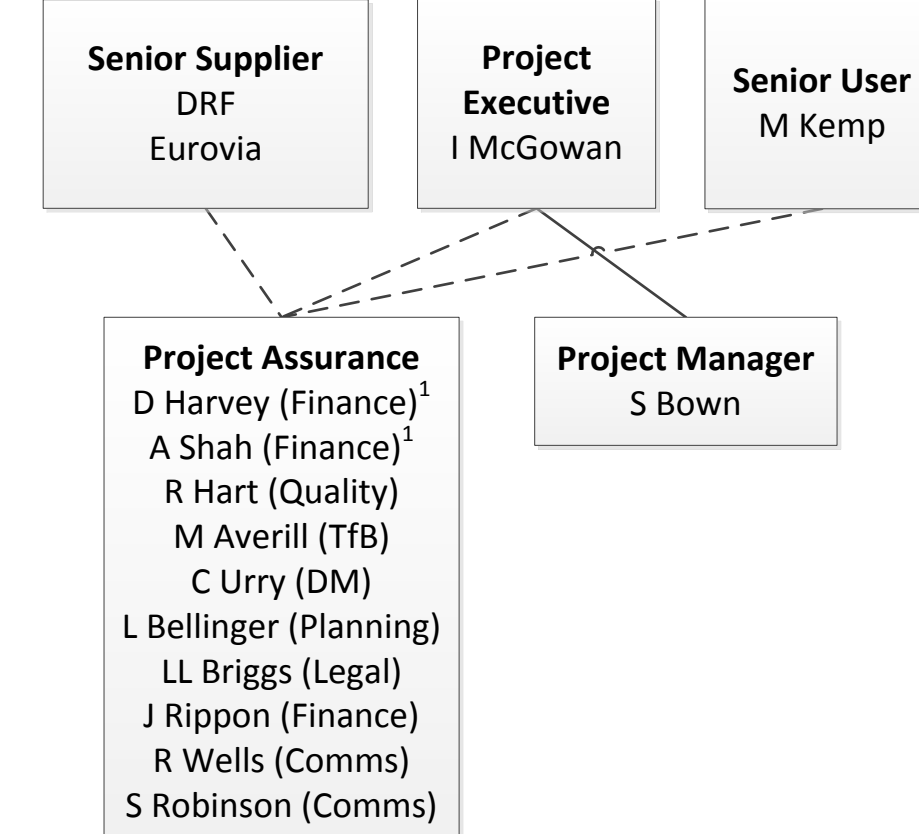 Senior Supplier
DRF
Eurovia
Project
Executive
I McGowan
Senior User
M Kemp
Project Assurance
D Harvey (Finance)¹
A Shah (Finance)¹
R Hart (Quality)
M Averill (TfB)
C Urry (DM)
L Bellinger (Planning)
LL Briggs (Legal)
J Rippon (Finance)
R Wells (Comms)
S Robinson (Comms)
Project Manager
S Bown